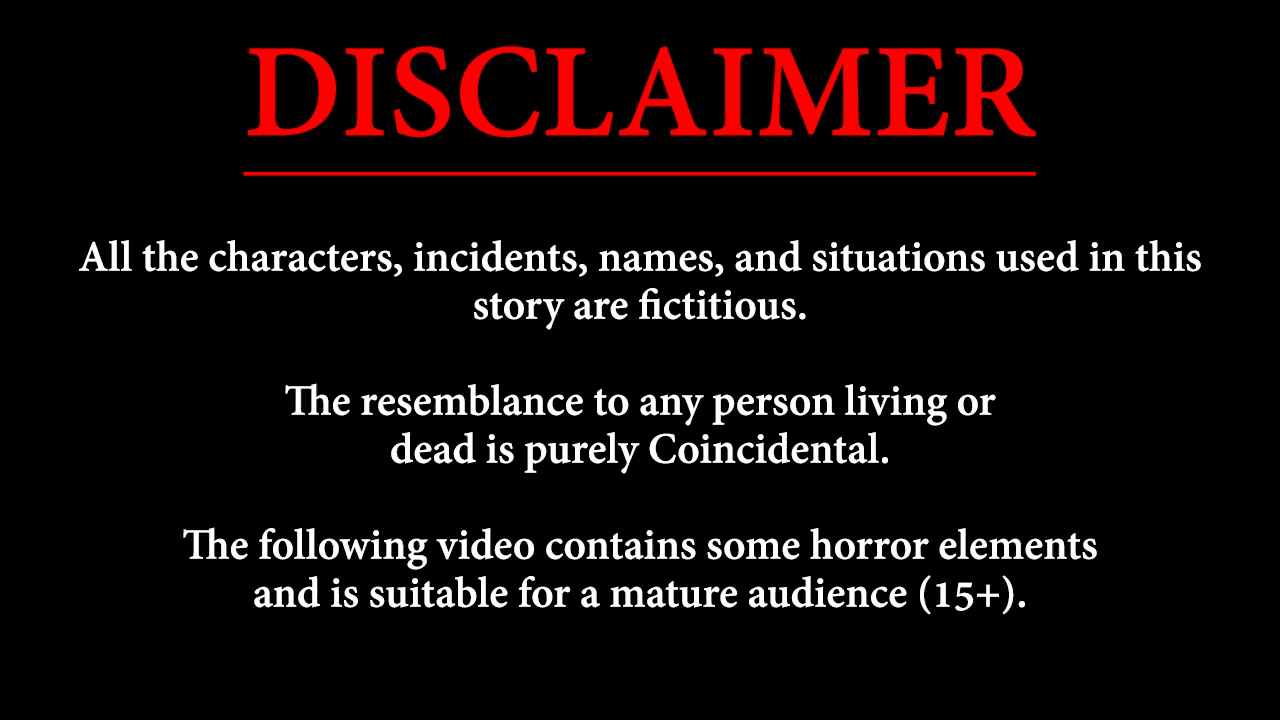 DISCLAIMER
All the characters, incidents, names, and situations used in this
story are fictitious.
The resemblance to any person living or
dead is purely Coincidental.
The following video contains some horror elements
and is suitable for a mature audience (15+).